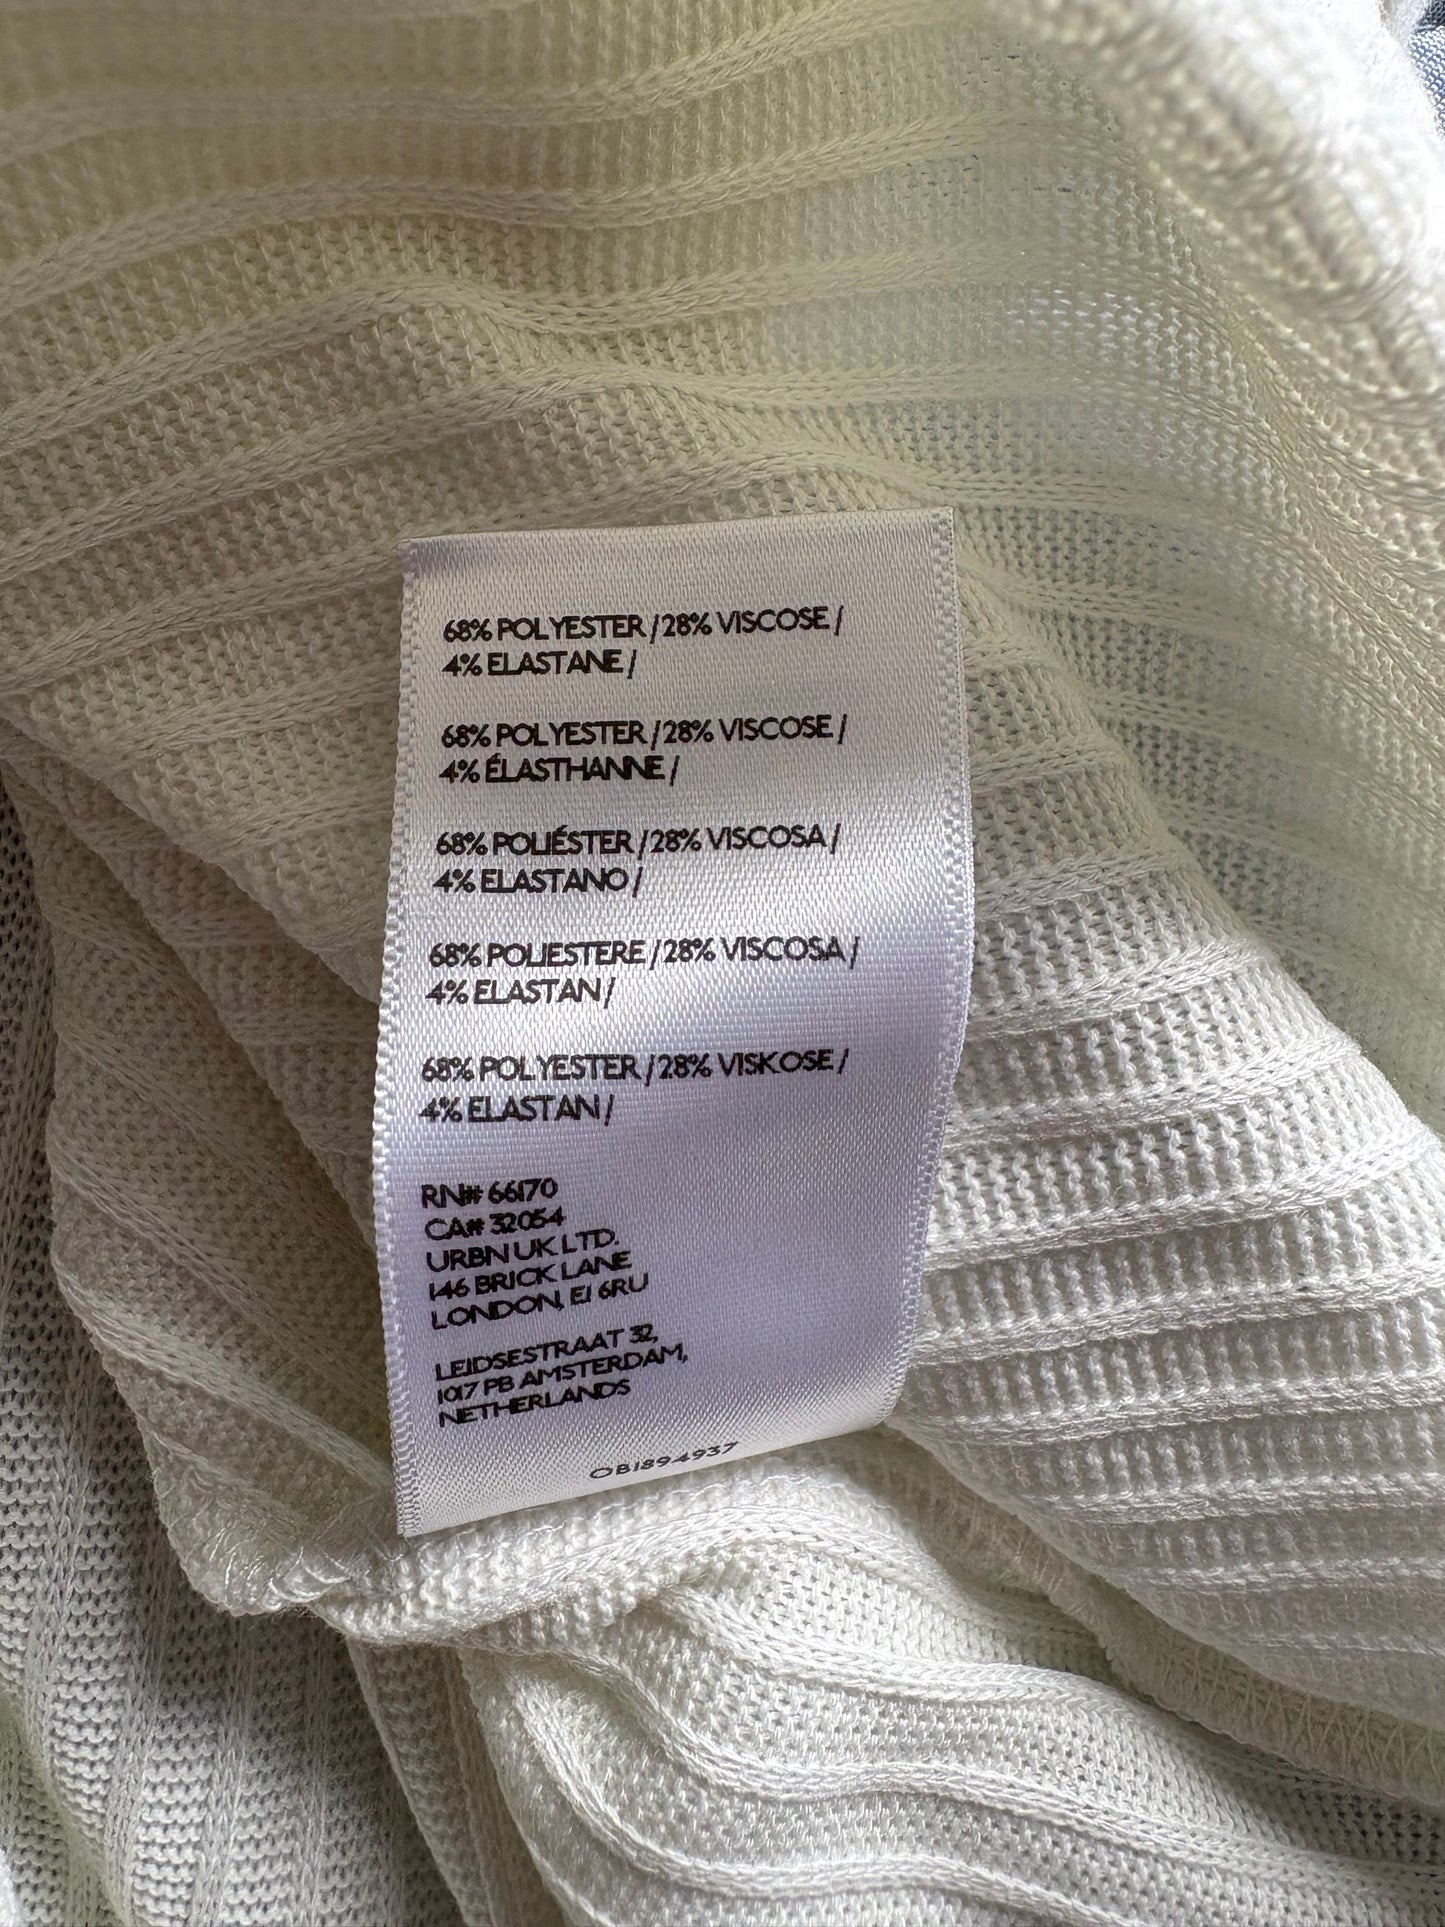 68% POLYESTER / 28% VISCOSE /
4% ELASTANE /
68% POLYESTER / 28% VISCOSE /
4% ÉLASTHANNE /
68% POLIÉSTER / 28% VISCOSA /
4% ELASTANO /
68% POLIESTERE / 28% VISCOSA /
4% ELASTAN /
68% POLYESTER / 28% VISKOSE /
4% ELASTAN /
RN# 66170
CA# 32054
URBN UK LTD.
146 BRICK LANE
LONDON, E1 6RU
LEIDSESTRAAT 32,
1017 PB AMSTERDAM,
NETHERLANDS
OB1894937